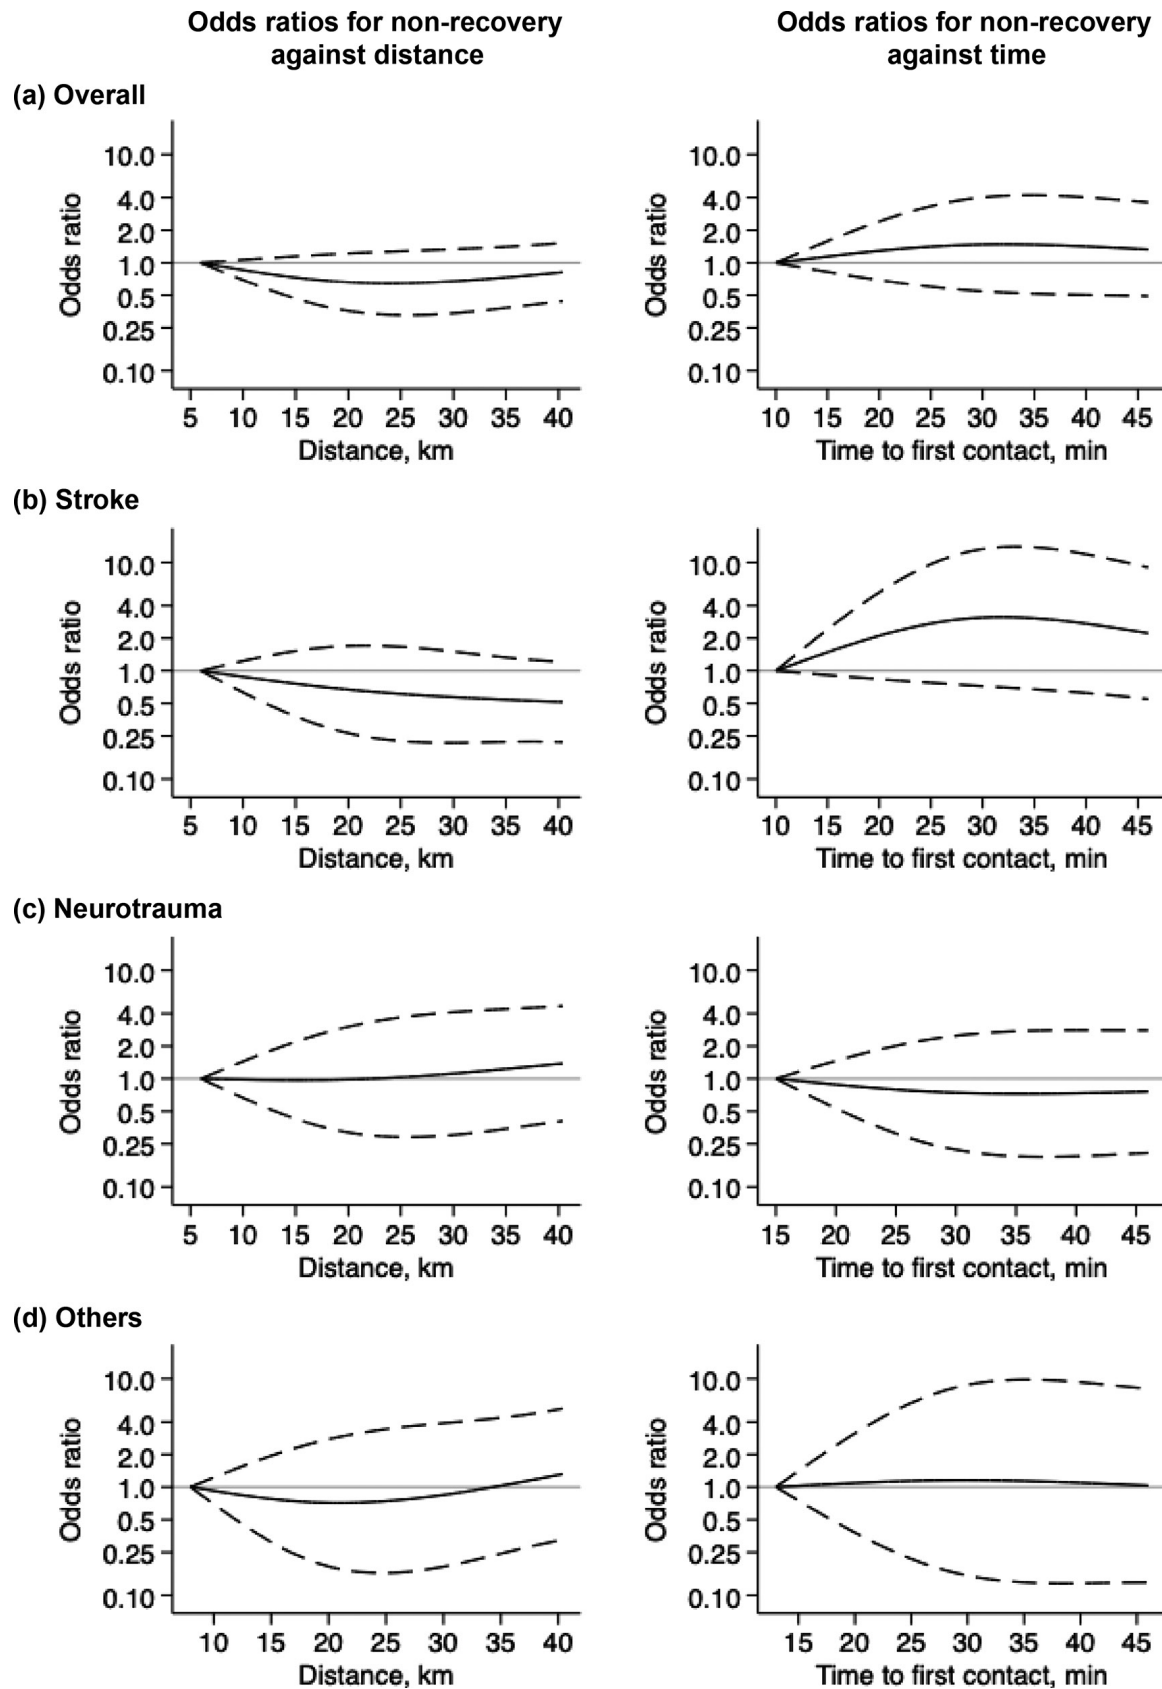 Odds ratios for non-recovery
against distance
Odds ratios for non-recovery
against time
(a) Overall
Odds ratio
10.0
4.0
2.0
1.0
0.5
0.25
0.10
5 10 15 20 25 30 35 40
Distance, km
Odds ratio
10.0
4.0
2.0
1.0
0.5
0.25
0.10
10 15 20 25 30 35 40 45
Time to first contact, min
(b) Stroke
Odds ratio
10.0
4.0
2.0
1.0
0.5
0.25
0.10
5 10 15 20 25 30 35 40
Distance, km
Odds ratio
10.0
4.0
2.0
1.0
0.5
0.25
0.10
10 15 20 25 30 35 40 45
Time to first contact, min
(c) Neurotrauma
Odds ratio
10.0
4.0
2.0
1.0
0.5
0.25
0.10
5 10 15 20 25 30 35 40
Distance, km
Odds ratio
10.0
4.0
2.0
1.0
0.5
0.25
0.10
15 20 25 30 35 40 45
Time to first contact, min
(d) Others
Odds ratio
10.0
4.0
2.0
1.0
0.5
0.25
0.10
10 15 20 25 30 35 40
Distance, km
Odds ratio
10.0
4.0
2.0
1.0
0.5
0.25
0.10
15 20 25 30 35 40 45
Time to first contact, min